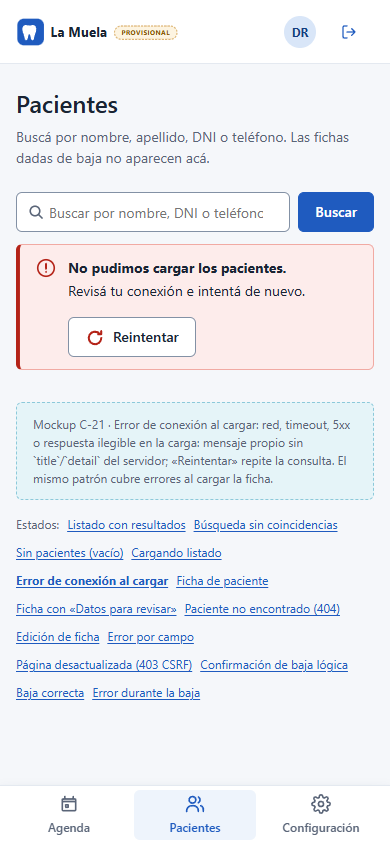 La Muela PROVISIONAL DR
Pacientes
Buscá por nombre, apellido, DNI o teléfono. Las fichas
dadas de baja no aparecen acá.
Buscar por nombre, DNI o teléfonc Buscar
No pudimos cargar los pacientes.
Revisá tu conexión e intentá de nuevo.
Reintentar
Mockup C-21 · Error de conexión al cargar: red, timeout, 5xx
o respuesta ilegible en la carga: mensaje propio sin
`title`/`detail` del servidor; «Reintentar» repite la consulta. El
mismo patrón cubre errores al cargar la ficha.
Estados: Listado con resultados Búsqueda sin coincidencias
Sin pacientes (vacío) Cargando listado
Error de conexión al cargar Ficha de paciente
Ficha con «Datos para revisar» Paciente no encontrado (404)
Edición de ficha Error por campo
Página desactualizada (403 CSRF) Confirmación de baja lógica
Baja correcta Error durante la baja
Agenda Pacientes Configuración